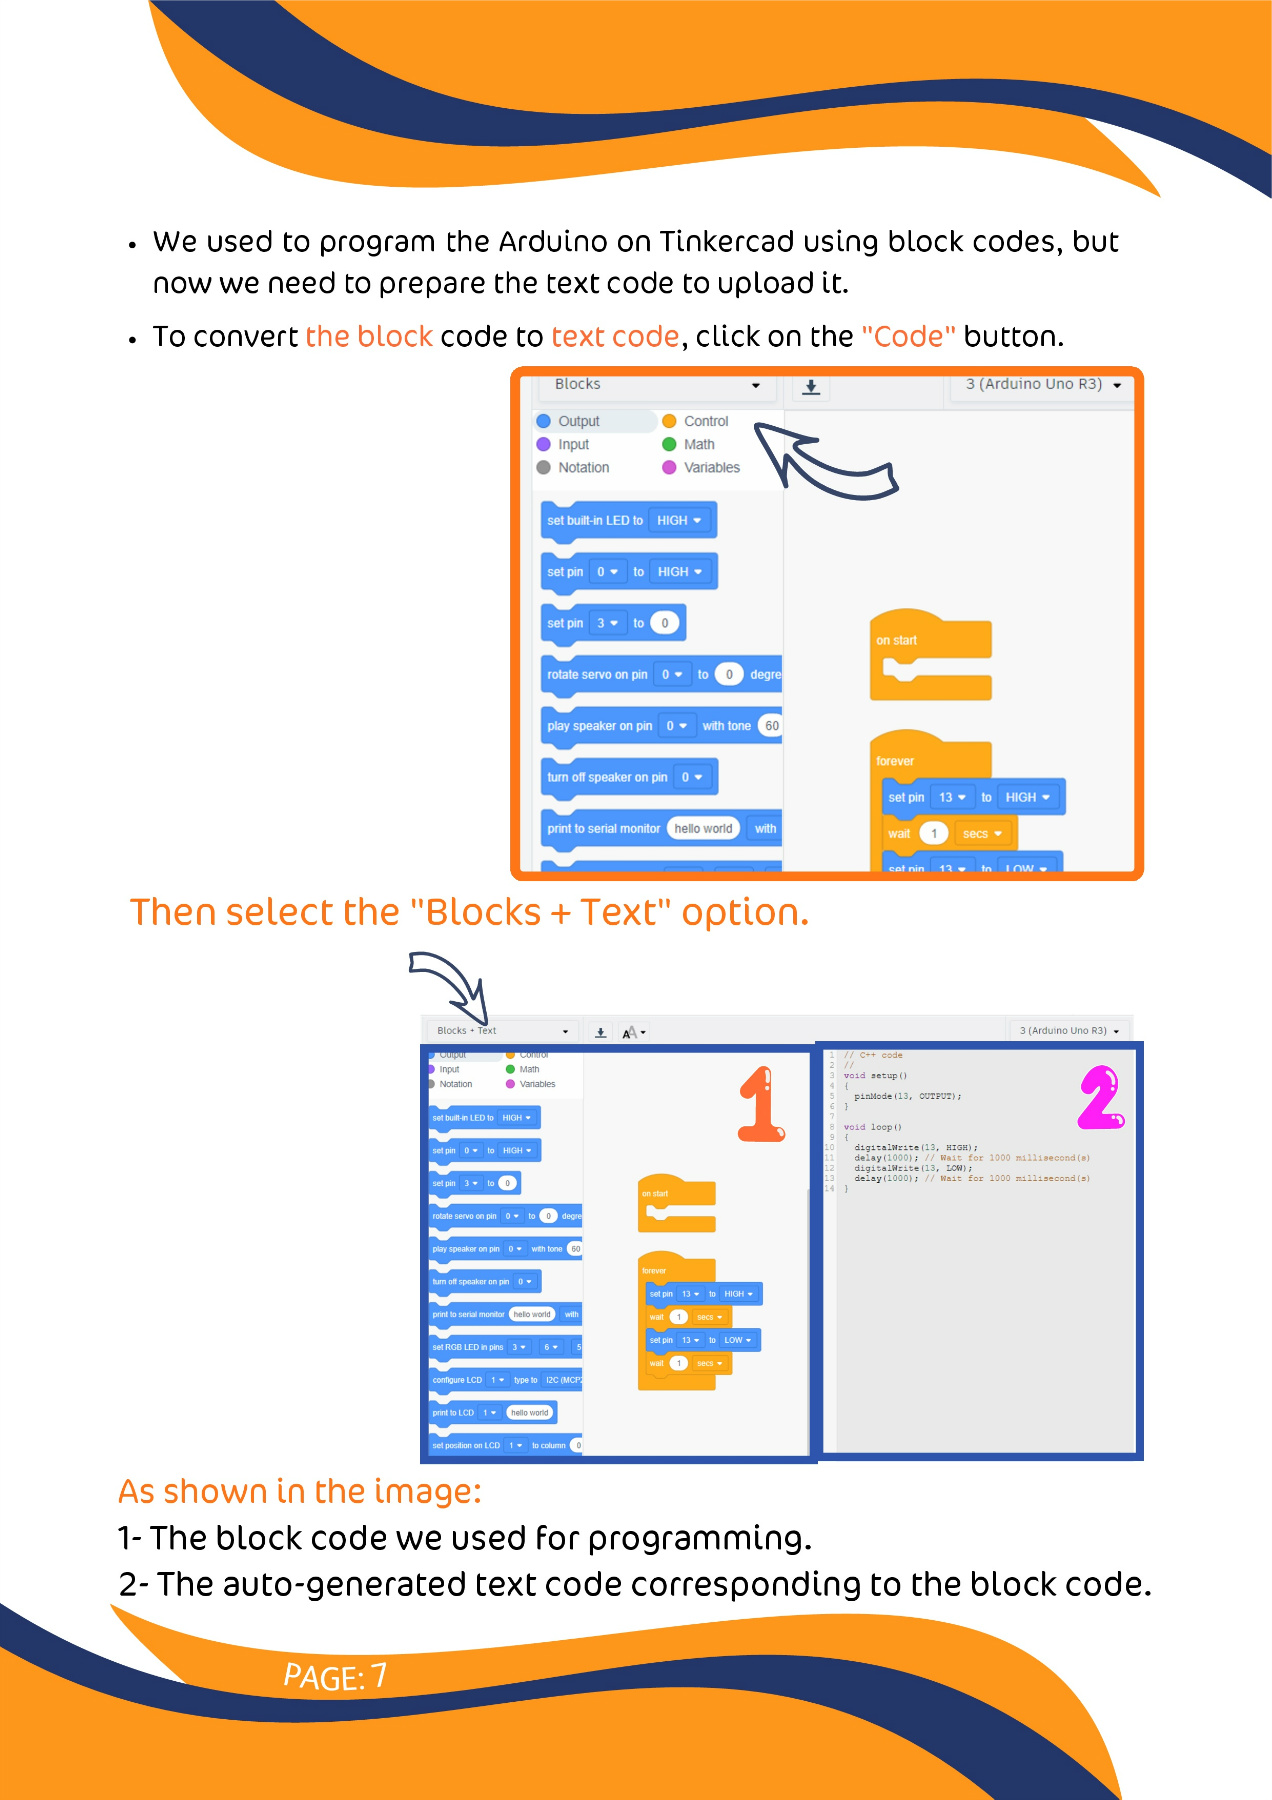 • We used to program the Arduino on Tinkercad using block codes, but
now we need to prepare the text code to upload it.
• To convert the block code to text code, click on the "Code" button.
Blocks
3 (Arduino Uno R3)
Output
Control
Input
Math
Notation
Variables
set built-in LED to HIGH
set pin 0 to HIGH
set pin 3 to 0
rotate servo on pin 0 to 0 degre
play speaker on pin 0 with tone 60
turn off speaker on pin 0
print to serial monitor hello world with
on start
forever
set pin 13 to HIGH
wait 1 secs
set pin 13 to LOW
Then select the "Blocks + Text" option.
Blocks + Text
AA
3 (Arduino Uno R3)
Output
Control
Input
Math
Notation
Variables
set built-in LED to HIGH
set pin 0 to HIGH
set pin 3 to 0
rotate servo on pin 0 to 0 degre
play speaker on pin 0 with tone 60
turn off speaker on pin 0
print to serial monitor hello world with
set RGB LED in pins 3 6 5
configure LCD 1 type to I2C (MCP2
print to LCD 1 hello world
set position on LCD 1 to column 0
1
on start
forever
set pin 13 to HIGH
wait 1 secs
set pin 13 to LOW
wait 1 secs
2
1 // C++ code
2 //
3 void setup()
4 {
5 pinMode(13, OUTPUT);
6 }
7
8 void loop()
9 {
10 digitalWrite(13, HIGH);
11 delay(1000); // Wait for 1000 millisecond(s)
12 digitalWrite(13, LOW);
13 delay(1000); // Wait for 1000 millisecond(s)
14 }
As shown in the image:
1- The block code we used for programming.
2- The auto-generated text code corresponding to the block code.
PAGE: 7